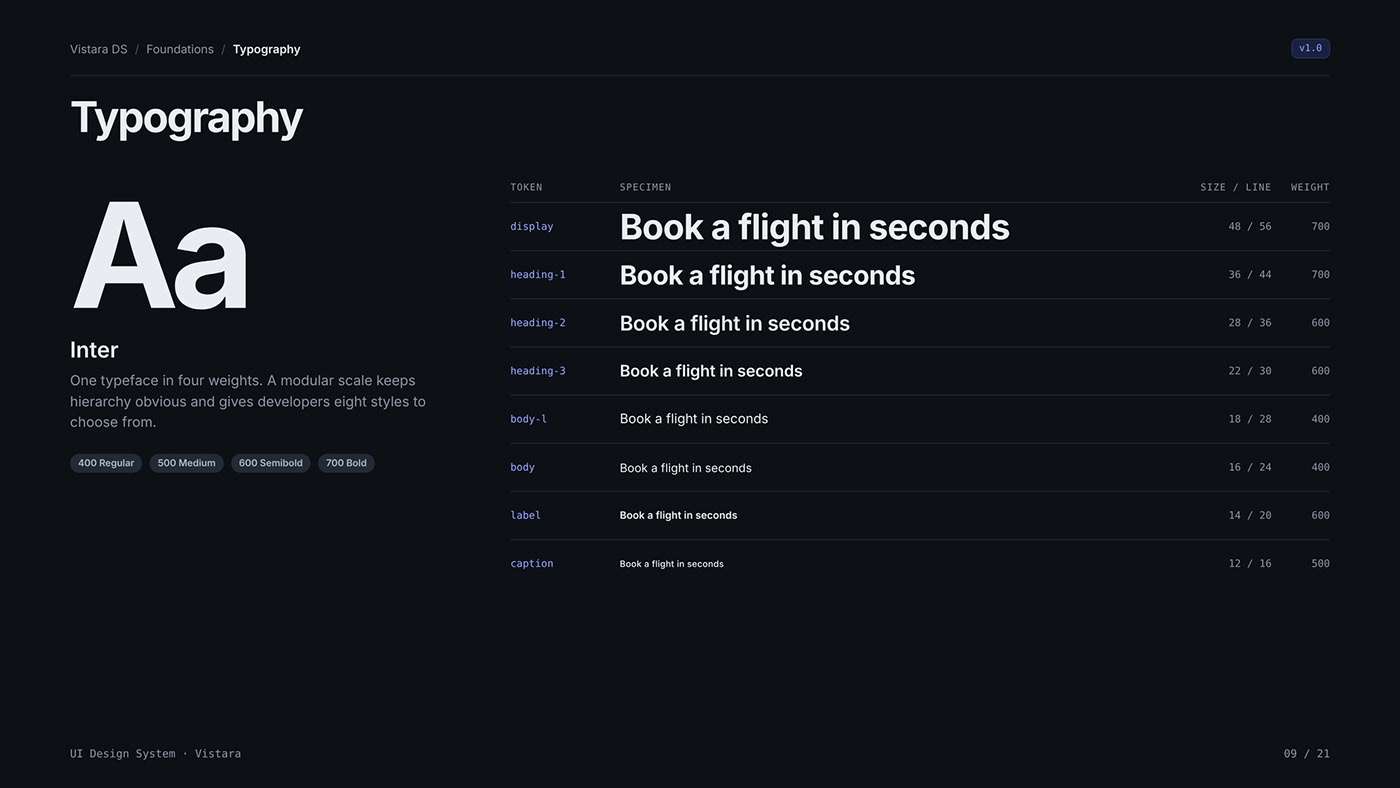 Vistara DS / Foundations / Typography
v1.0
Typography
Aa
Inter
One typeface in four weights. A modular scale keeps
hierarchy obvious and gives developers eight styles to
choose from.
400 Regular 500 Medium 600 Semibold 700 Bold
TOKEN SPECIMEN SIZE / LINE WEIGHT
display Book a flight in seconds 48 / 56 700
heading-1 Book a flight in seconds 36 / 44 700
heading-2 Book a flight in seconds 28 / 36 600
heading-3 Book a flight in seconds 22 / 30 600
body-l Book a flight in seconds 18 / 28 400
body Book a flight in seconds 16 / 24 400
label Book a flight in seconds 14 / 20 600
caption Book a flight in seconds 12 / 16 500
UI Design System · Vistara
09 / 21